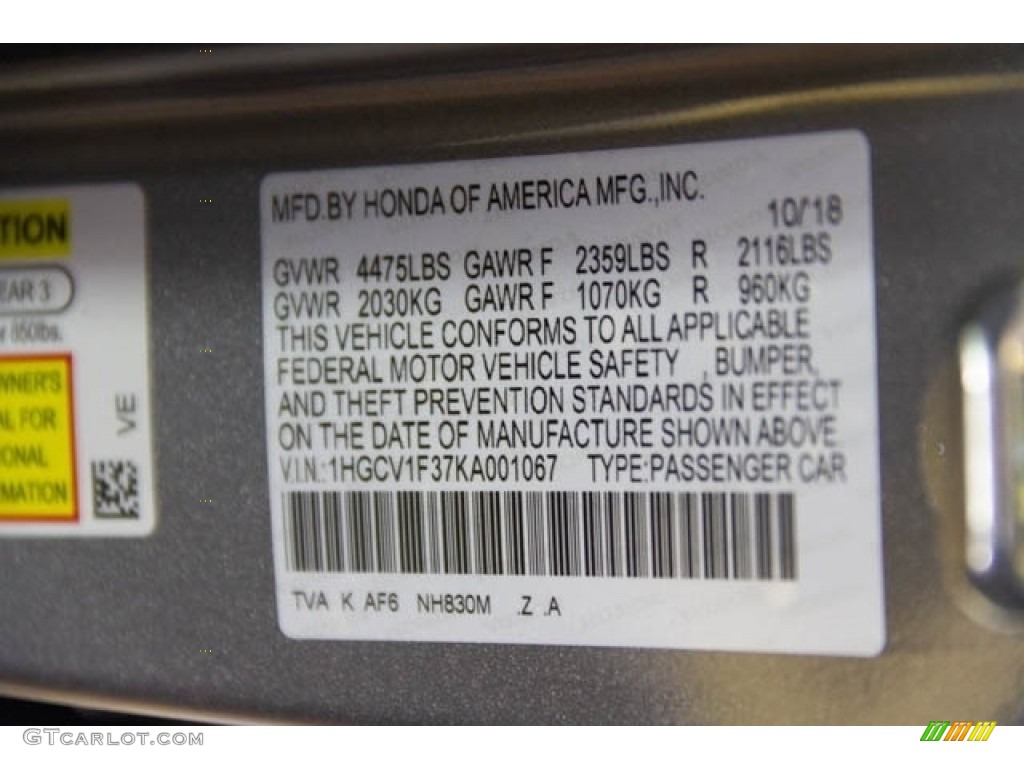 TION
EAR 3
r 850lbs.
OWNER'S
AL FOR
ONAL
RMATION
VE
MFD.BY HONDA OF AMERICA MFG.,INC.
10/'18
GVWR 4475LBS GAWR F 2359LBS R 2116LBS
GVWR 2030KG GAWR F 1070KG R 960KG
THIS VEHICLE CONFORMS TO ALL APPLICABLE
FEDERAL MOTOR VEHICLE SAFETY , BUMPER,
AND THEFT PREVENTION STANDARDS IN EFFECT
ON THE DATE OF MANUFACTURE SHOWN ABOVE.
V.I.N.:1HGCV1F37KA001067 TYPE:PASSENGER CAR
TVA K AF6 NH830M .Z .A
GTCarLot.com